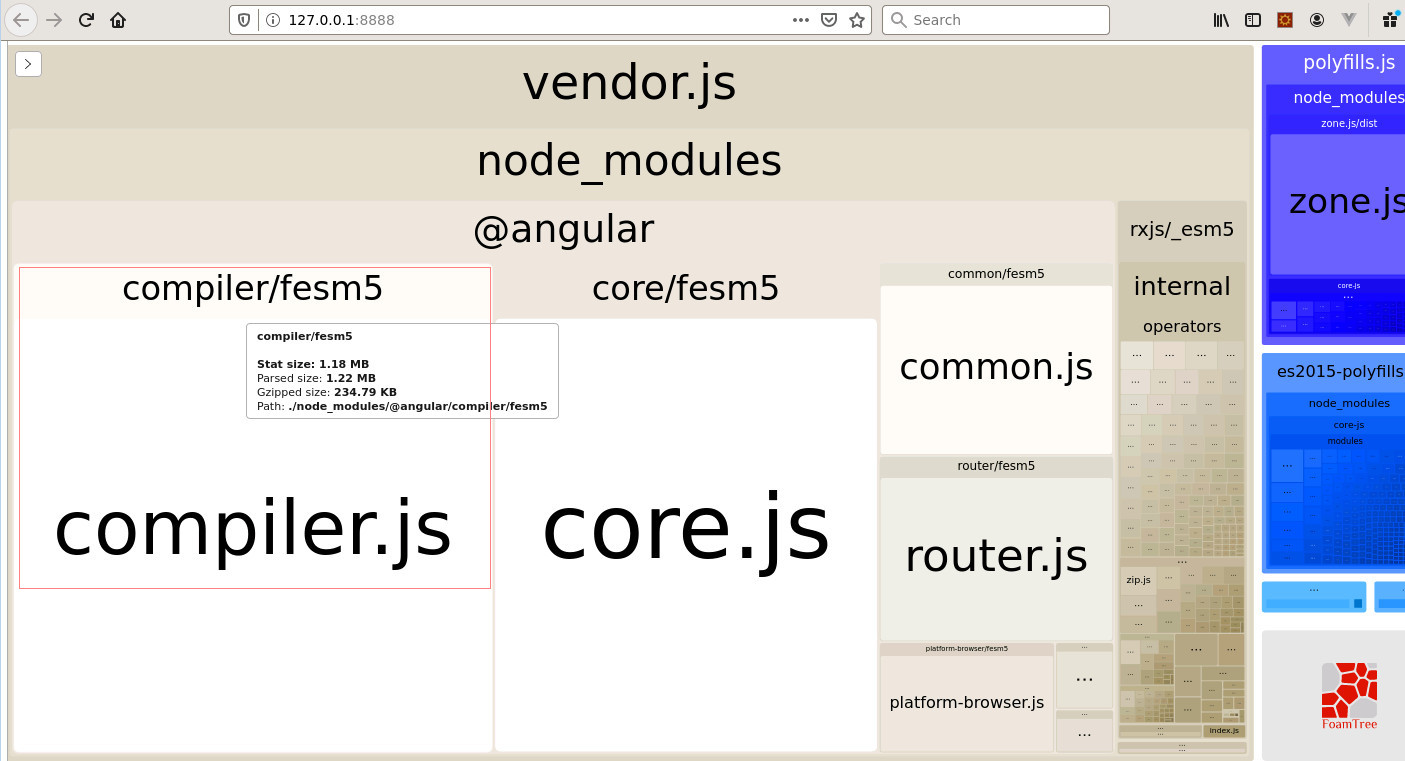 127.0.0.1:8888
Search
>
vendor.js
node_modules
@angular
compiler/fesm5
core/fesm5
common/fesm5
rxjs/_esm5
internal
operators
compiler/fesm5
Stat size: 1.18 MB
Parsed size: 1.22 MB
Gzipped size: 234.79 KB
Path: ./node_modules/@angular/compiler/fesm5
common.js
router/fesm5
compiler.js
core.js
router.js
zip.js
platform-browser/fesm5
platform-browser.js
index.js
polyfills.js
node_modules
zone.js/dist
zone.js
core-js
es2015-polyfills
node_modules
core-js
modules
FoamTree